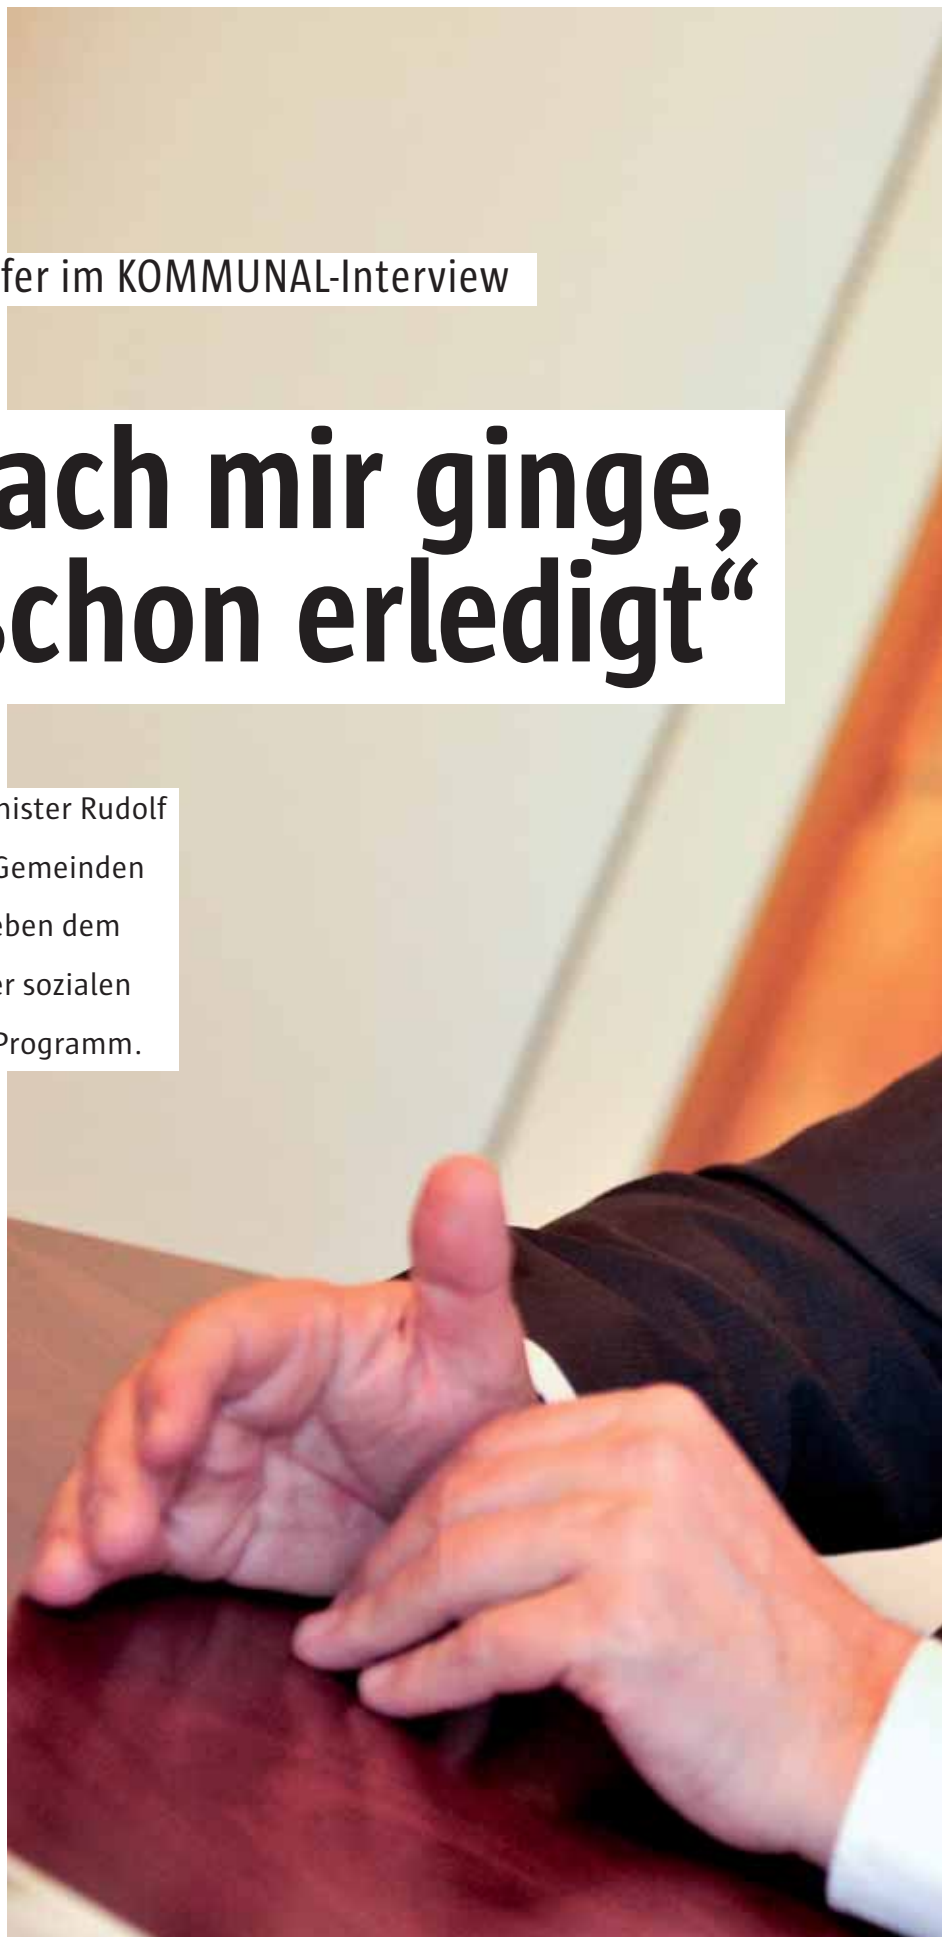 fer im KOMMUNAL-Interview
ach mir ginge,
schon erledigt“
nister Rudolf
Gemeinden
eben dem
er sozialen
Programm.